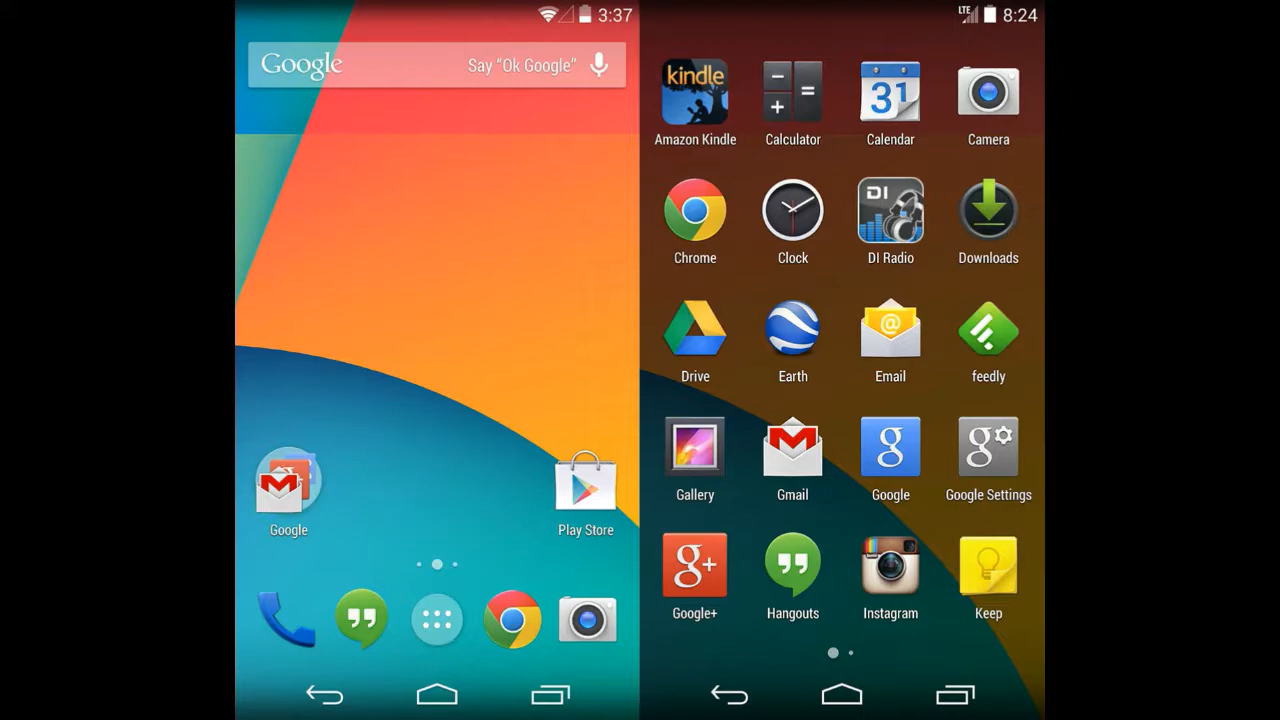 3:37
Google Say “Ok Google”
Google
Play Store
LTE 8:24
kindle
Amazon Kindle
Calculator
31
Calendar
Camera
Chrome
Clock
DI
DI Radio
Downloads
Drive
Earth
@
Email
feedly
Gallery
Gmail
g
Google
g
Google Settings
g+
Google+
Hangouts
Instagram
Keep